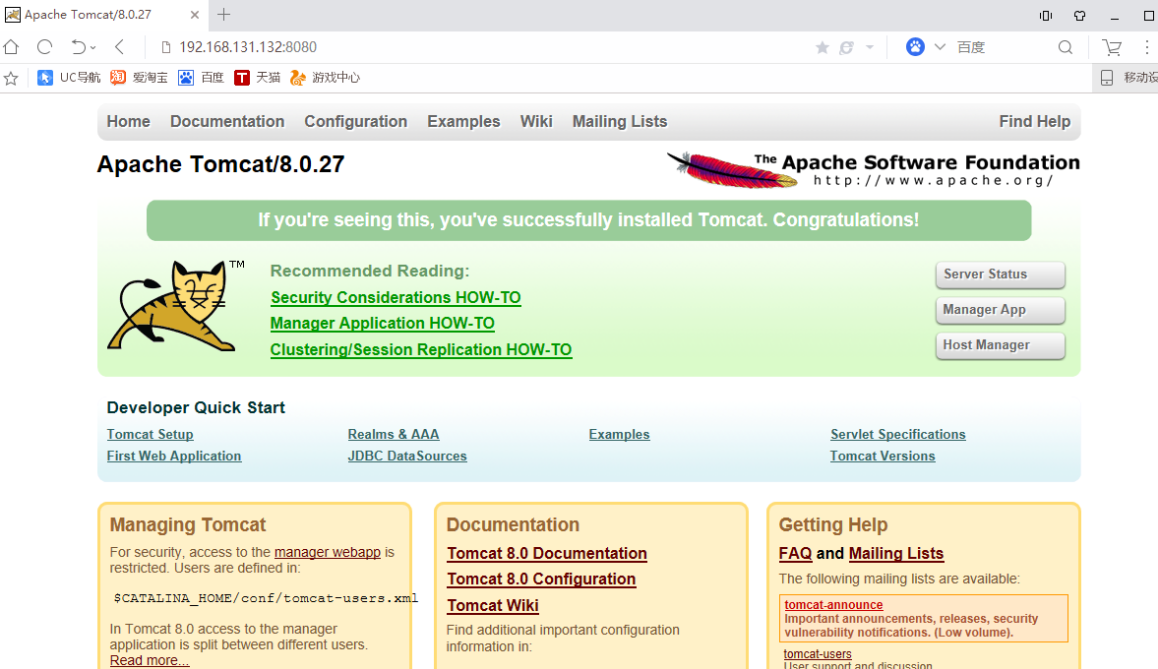 Apache Tomcat/8.0.27
192.168.131.132:8080
百度
UC导航 爱淘宝 百度 天猫 游戏中心
移动设
Home Documentation Configuration Examples Wiki Mailing Lists Find Help
Apache Tomcat/8.0.27
The Apache Software Foundation
http://www.apache.org/
If you're seeing this, you've successfully installed Tomcat. Congratulations!
TM
Recommended Reading:
Security Considerations HOW-TO
Manager Application HOW-TO
Clustering/Session Replication HOW-TO
Server Status
Manager App
Host Manager
Developer Quick Start
Tomcat Setup
First Web Application
Realms & AAA
JDBC DataSources
Examples
Servlet Specifications
Tomcat Versions
Managing Tomcat
For security, access to the manager webapp is
restricted. Users are defined in:
$CATALINA_HOME/conf/tomcat-users.xml
In Tomcat 8.0 access to the manager
application is split between different users.
Read more...
Documentation
Tomcat 8.0 Documentation
Tomcat 8.0 Configuration
Tomcat Wiki
Find additional important configuration
information in:
Getting Help
FAQ and Mailing Lists
The following mailing lists are available:
tomcat-announce
Important announcements, releases, security
vulnerability notifications. (Low volume).
tomcat-users
User support and discussion